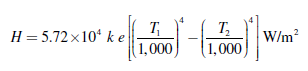 H = 5.72×10⁴ k e [ ( T₁ / 1,000 )⁴ − ( T₂ / 1,000 )⁴ ] W/m²